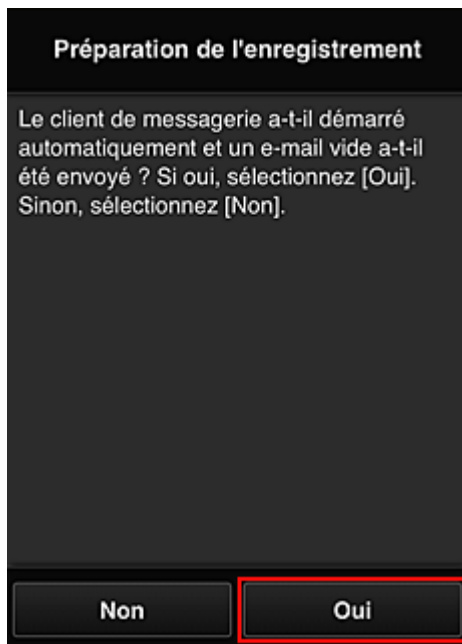 Préparation de l'enregistrement
Le client de messagerie a-t-il démarré
automatiquement et un e-mail vide a-t-il
été envoyé ? Si oui, sélectionnez [Oui].
Sinon, sélectionnez [Non].
Non
Oui